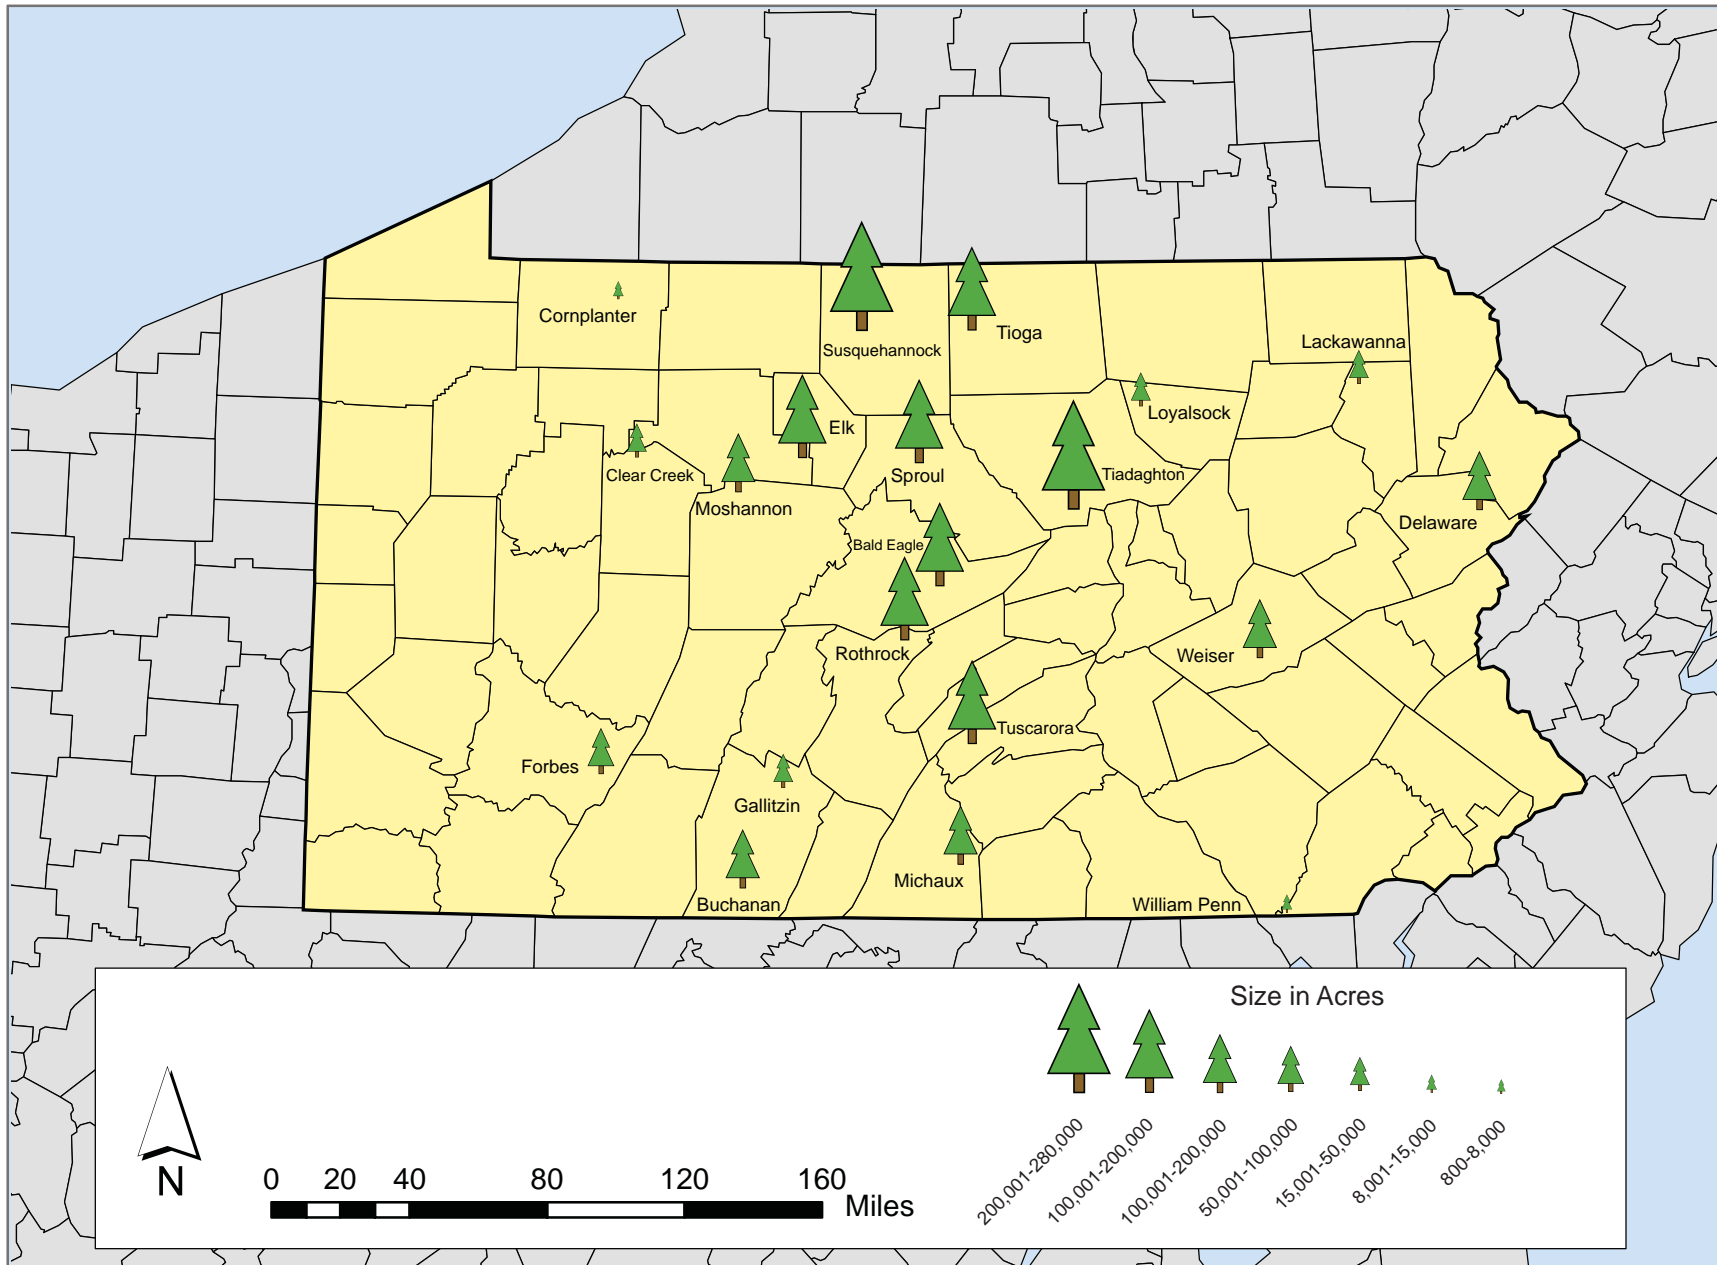 Cornplanter
Susquehannock
Tioga
Lackawanna
Loyalsock
Elk
Clear Creek
Sproul
Tiadaghton
Moshannon
Delaware
Bald Eagle
Rothrock
Weiser
Tuscarora
Forbes
Gallitzin
Michaux
Buchanan
William Penn
Size in Acres
200,001-280,000
100,001-200,000
100,001-200,000
50,001-100,000
15,001-50,000
8,001-15,000
800-8,000
N
0 20 40 80 120 160
Miles